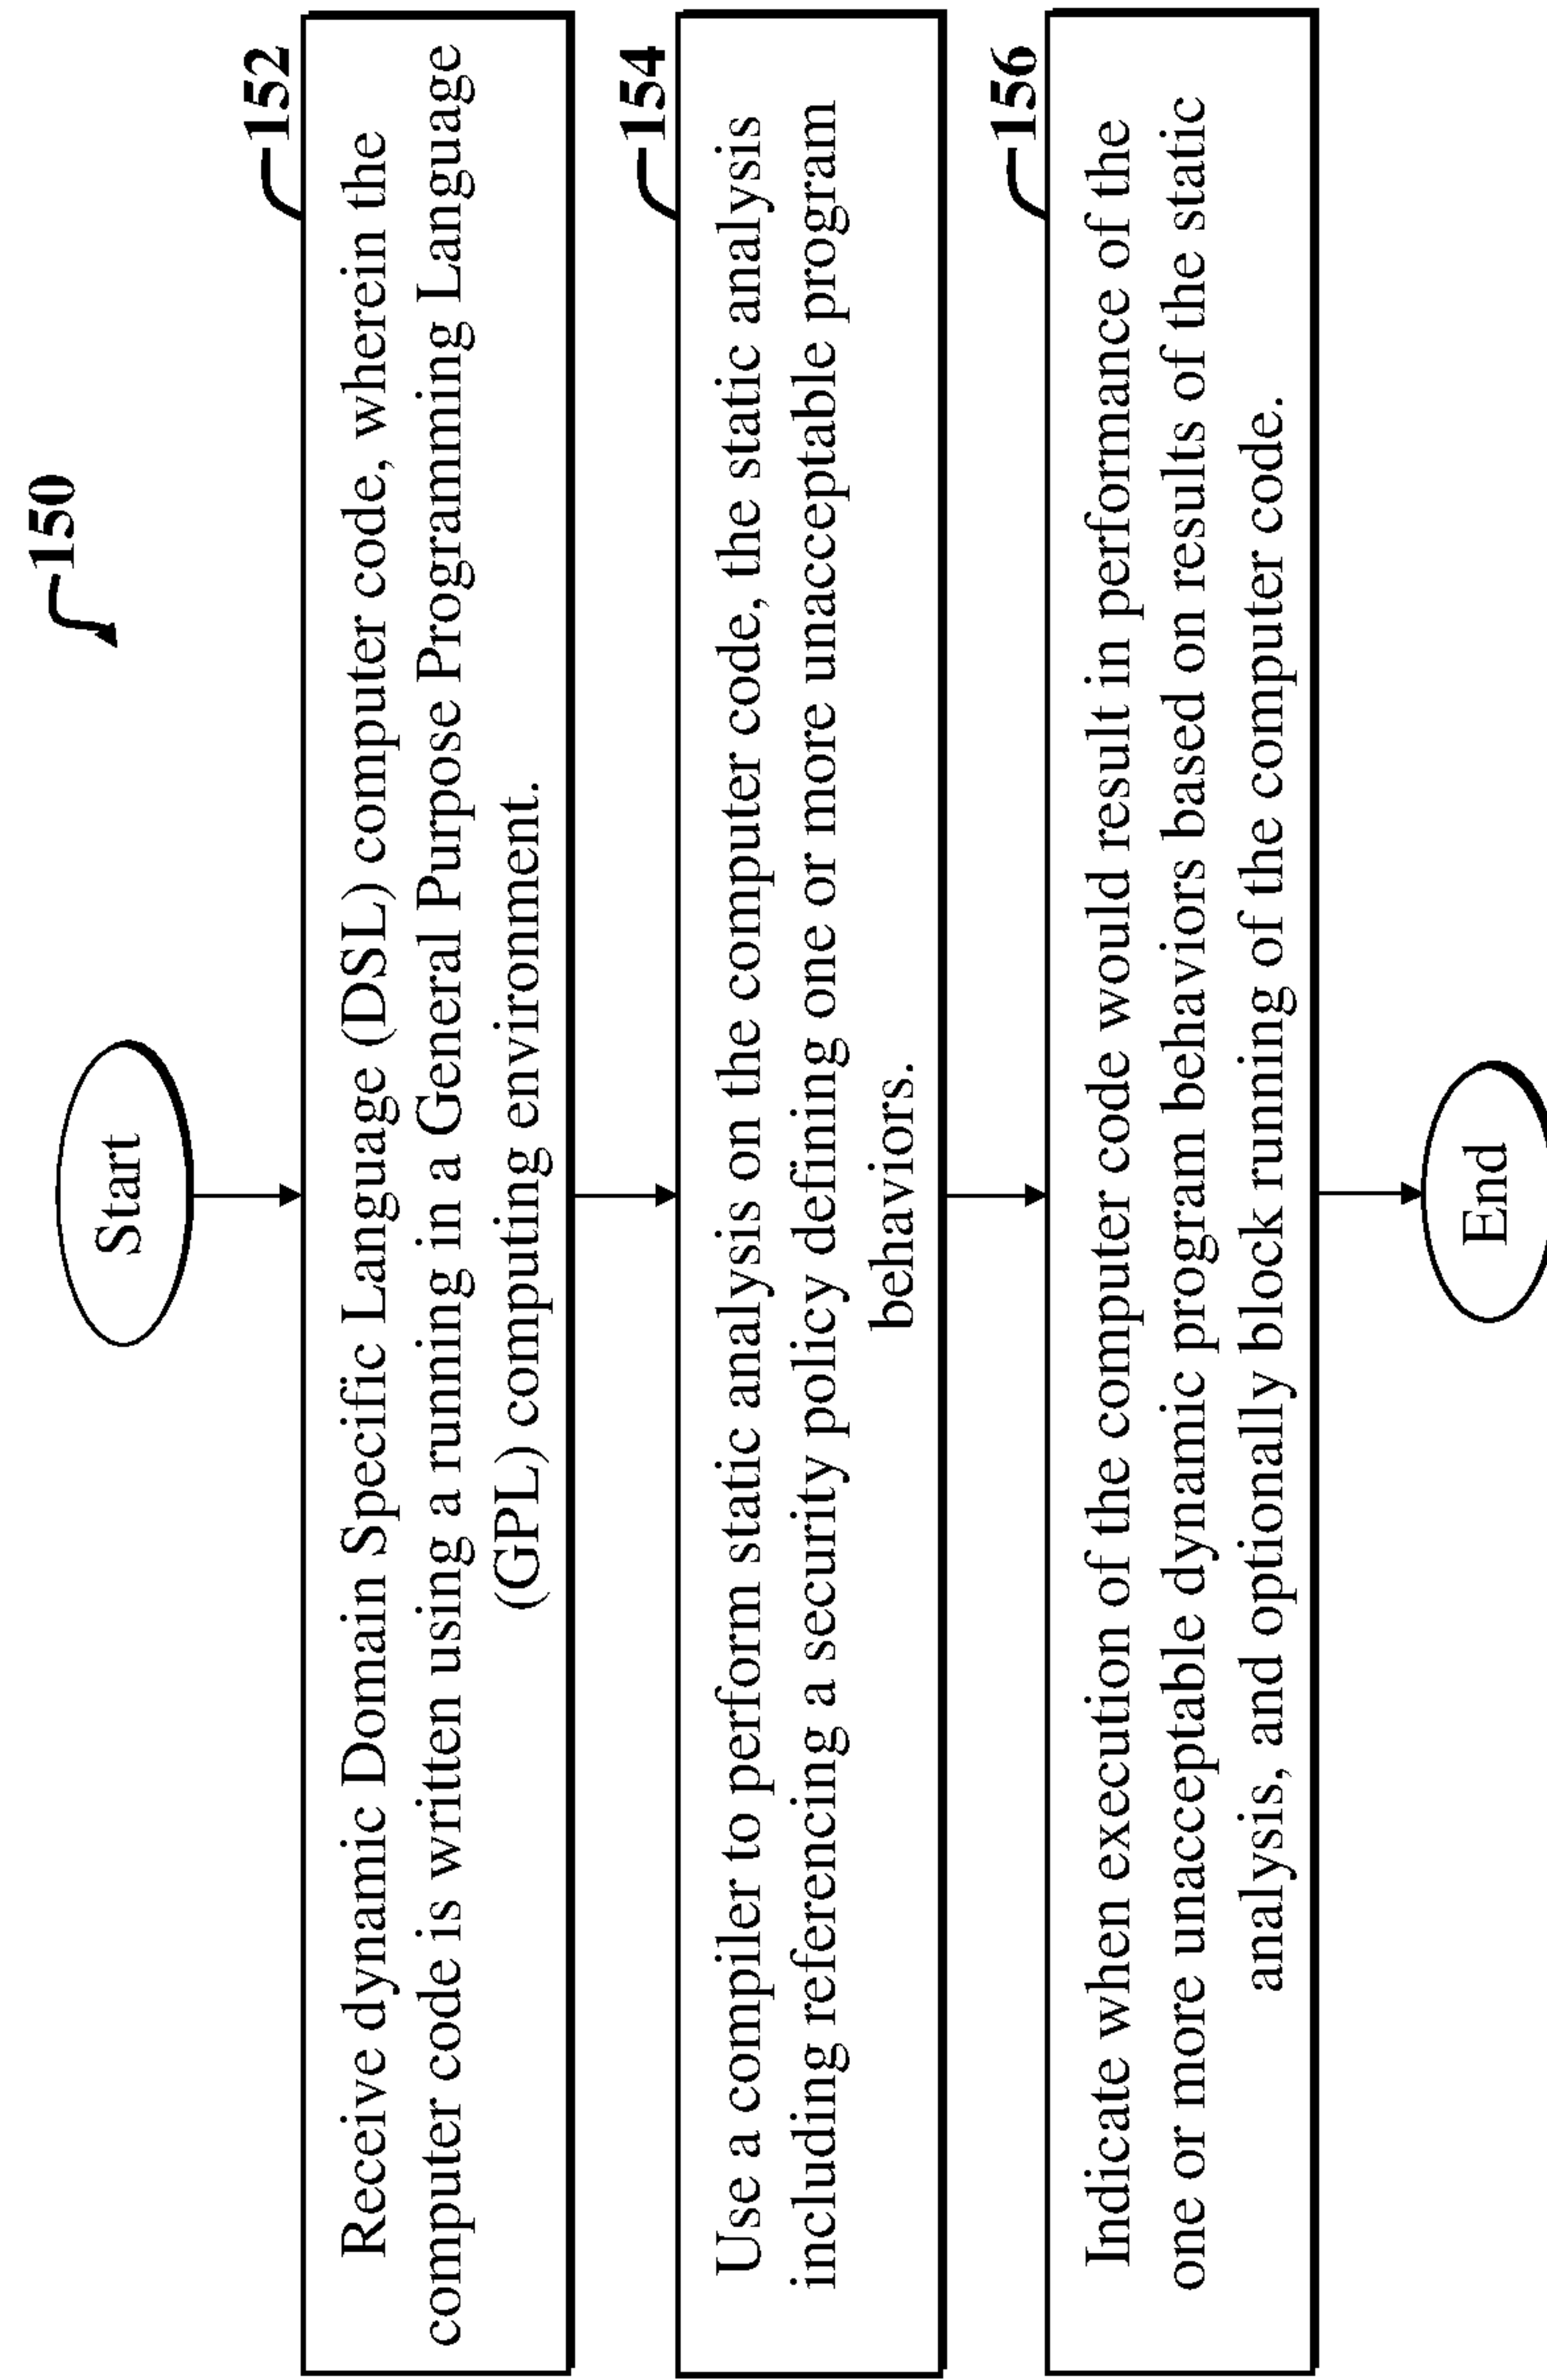 150
Start
152
Receive dynamic Domain Specific Language (DSL) computer code, wherein the
computer code is written using a running in a General Purpose Programming Language
(GPL) computing environment.
154
Use a compiler to perform static analysis on the computer code, the static analysis
including referencing a security policy defining one or more unacceptable program
behaviors.
156
Indicate when execution of the computer code would result in performance of the
one or more unacceptable dynamic program behaviors based on results of the static
analysis, and optionally block running of the computer code.
End